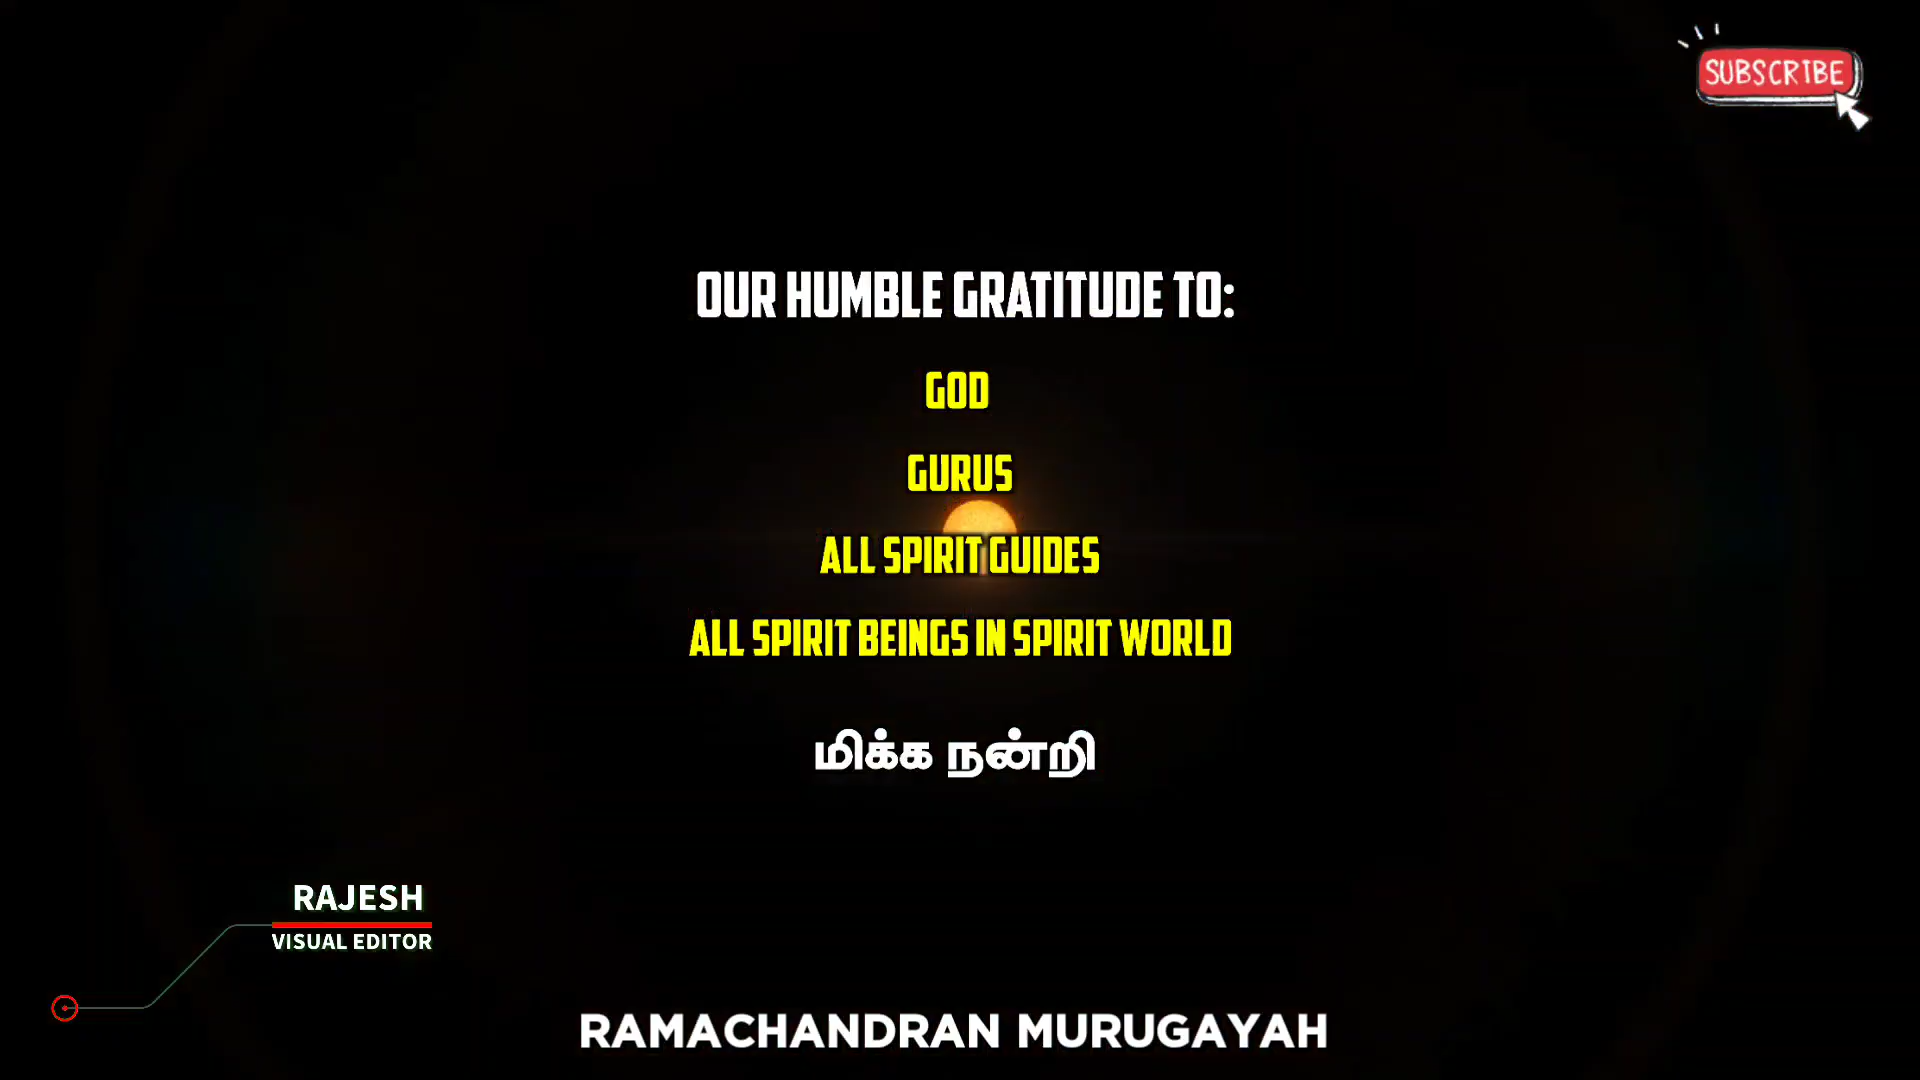 SUBSCRIBE
OUR HUMBLE GRATITUDE TO:
GOD
GURUS
ALL SPIRIT GUIDES
ALL SPIRIT BEINGS IN SPIRIT WORLD
மிக்க நன்றி
RAJESH
VISUAL EDITOR
RAMACHANDRAN MURUGAYAH